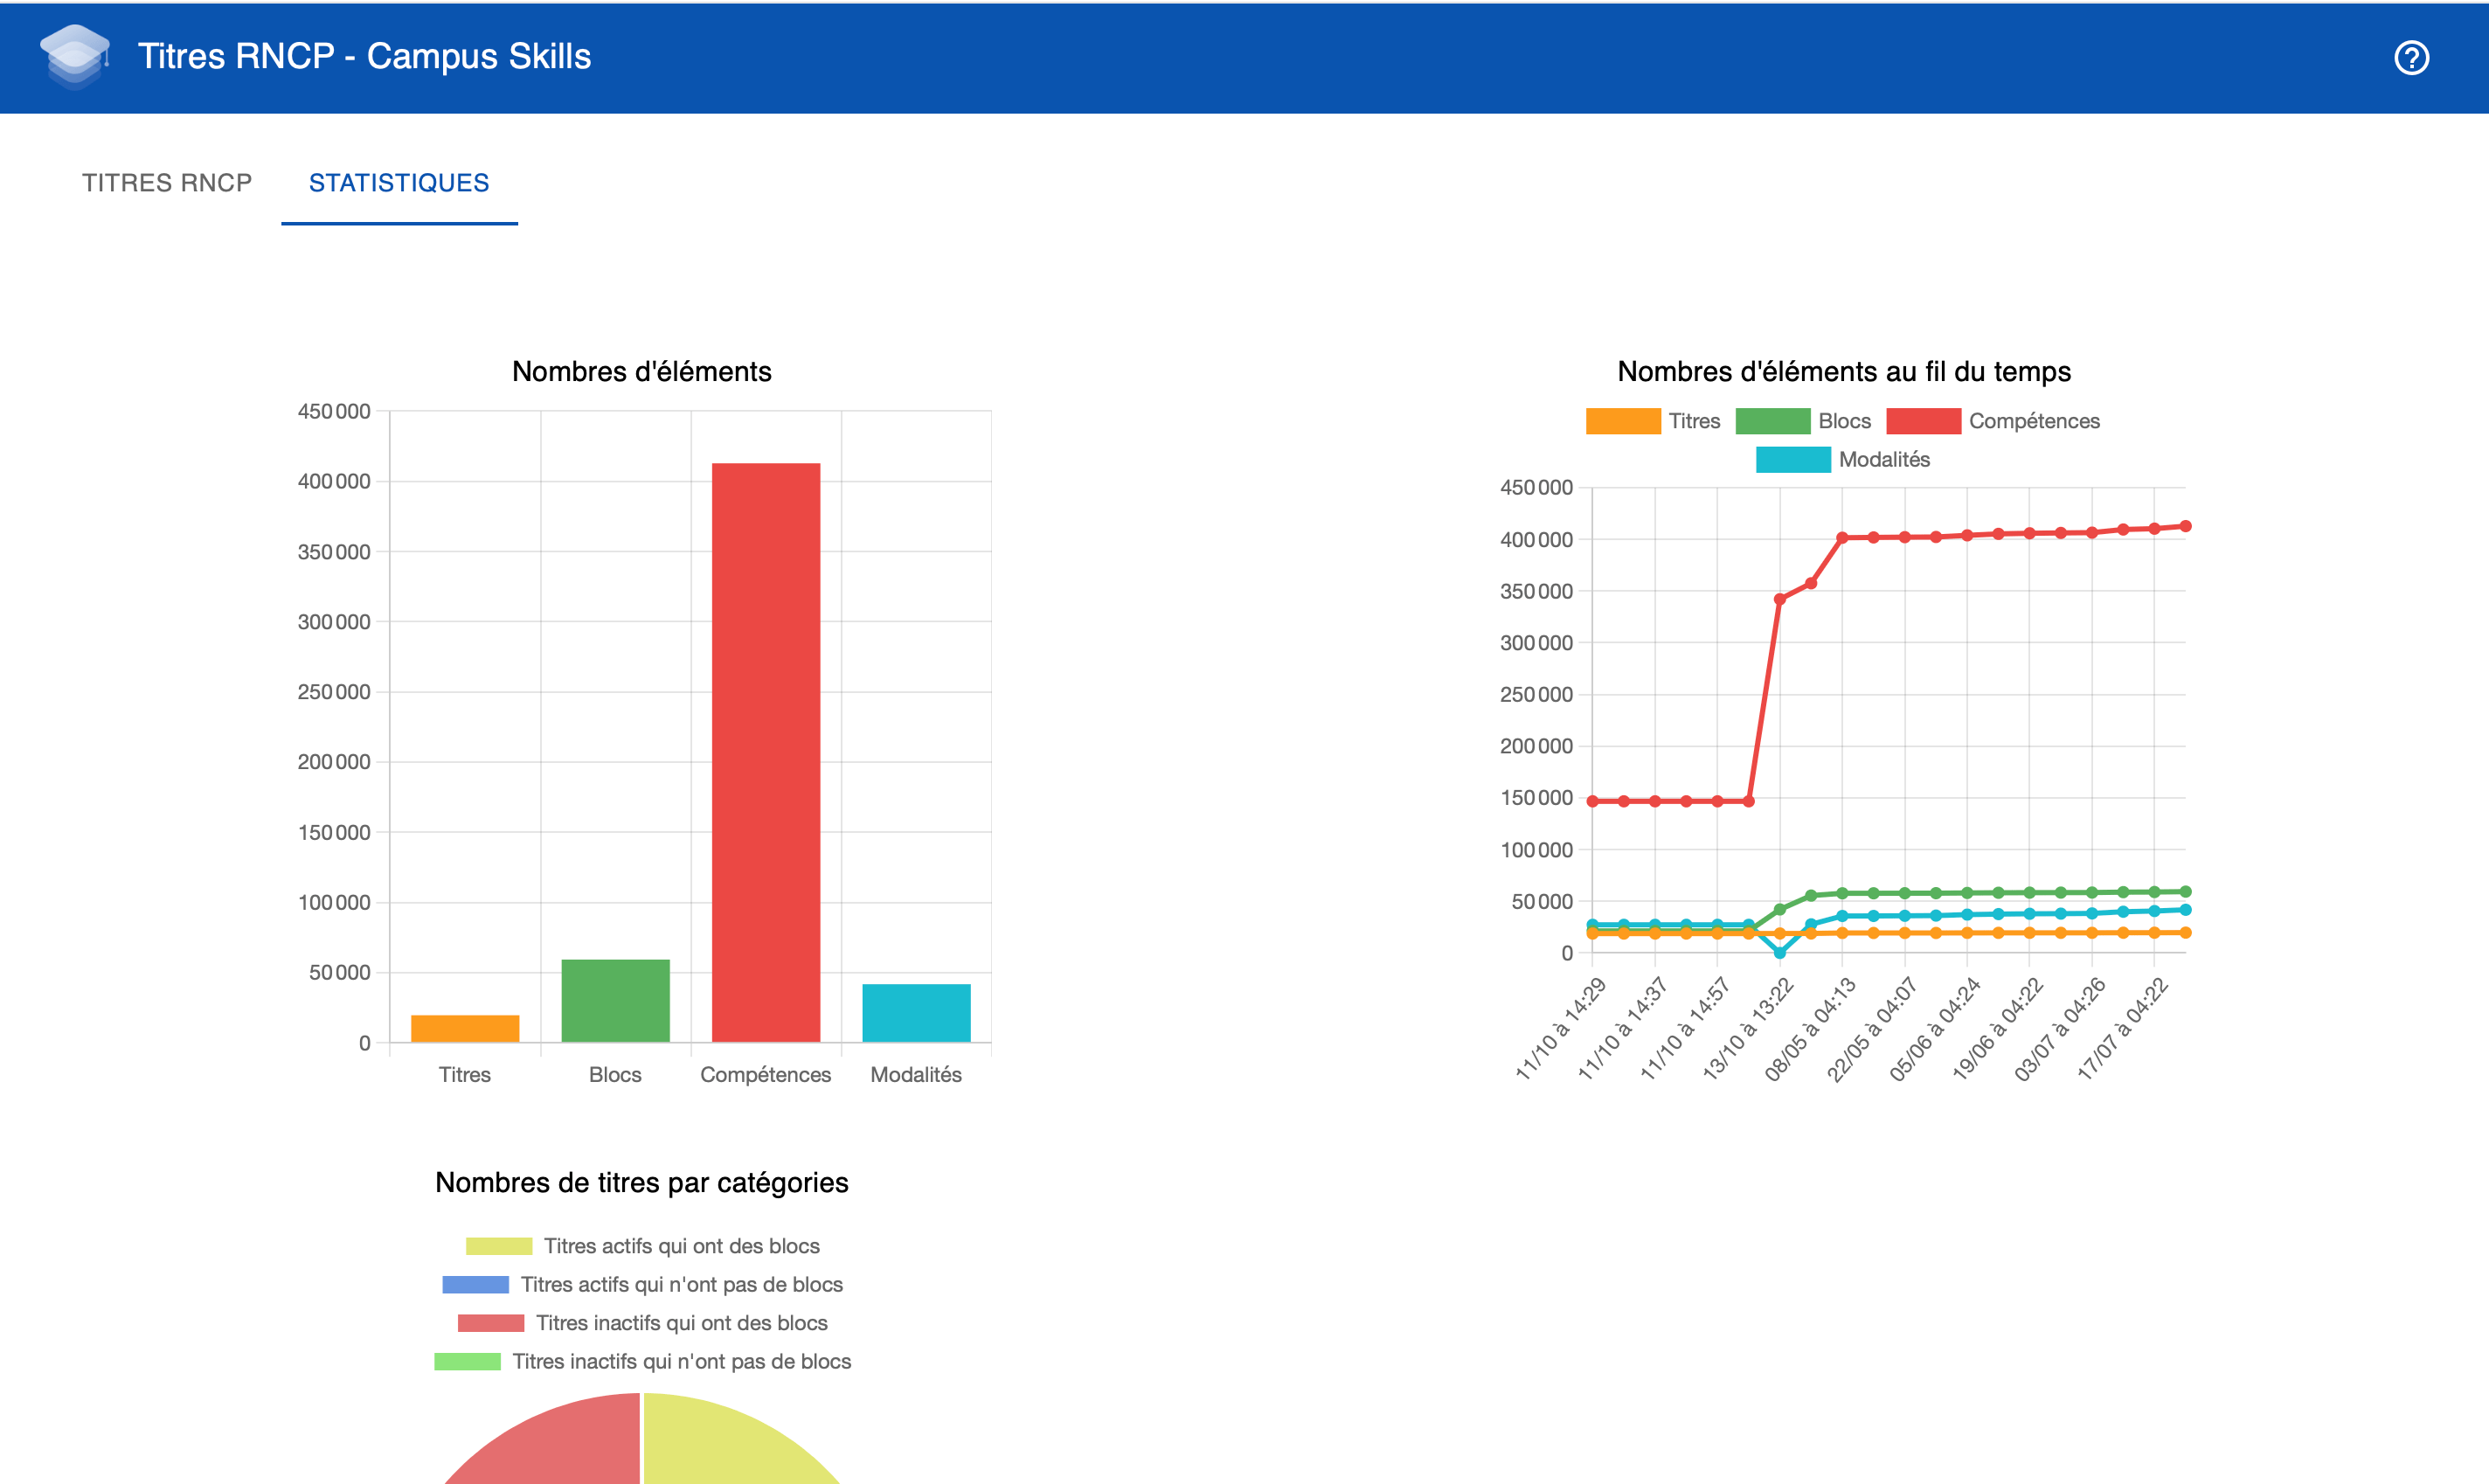 Titres RNCP - Campus Skills
?
TITRES RNCP
STATISTIQUES
Nombres d'éléments
450 000
400 000
350 000
300 000
250 000
200 000
150 000
100 000
50 000
0
Titres
Blocs
Compétences
Modalités
Nombres d'éléments au fil du temps
Titres
Blocs
Compétences
Modalités
450 000
400 000
350 000
300 000
250 000
200 000
150 000
100 000
50 000
0
11/10 à 14:29
11/10 à 14:37
11/10 à 14:57
13/10 à 13:22
08/05 à 04:13
22/05 à 04:07
05/06 à 04:24
19/06 à 04:22
03/07 à 04:26
17/07 à 04:22
Nombres de titres par catégories
Titres actifs qui ont des blocs
Titres actifs qui n'ont pas de blocs
Titres inactifs qui ont des blocs
Titres inactifs qui n'ont pas de blocs